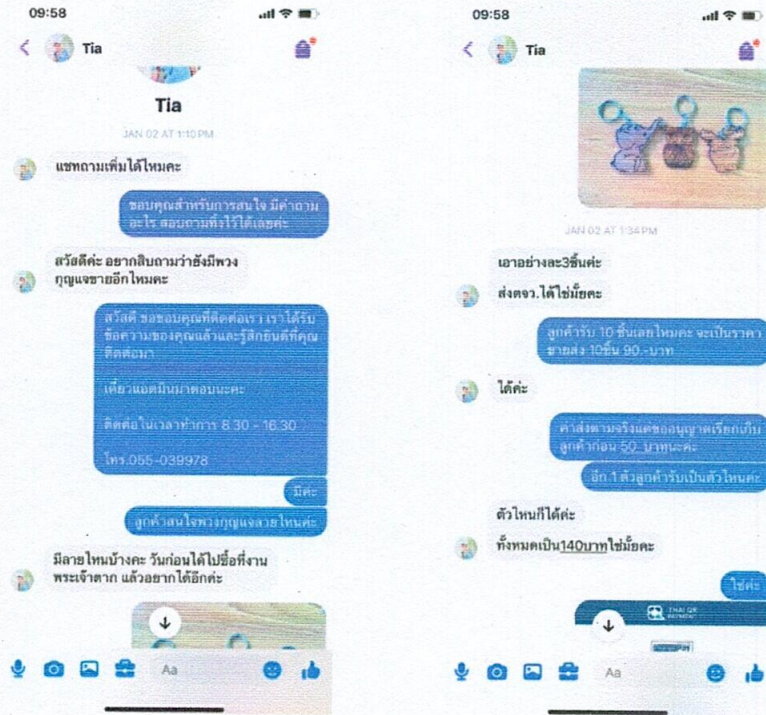 09:58
Tia
Tia
JAN 02 AT 1:10 PM
แชทถามเพิ่มได้ไหมคะ
ขอบคุณสำหรับการสนใจ มีคำถาม
อะไร สอบถามทิ้งไว้ได้เลยค่ะ
สวัสดีค่ะ อยากสอบถามว่ายังมีพวง
กุญแจขายอีกไหมคะ
สวัสดี ขอขอบคุณที่ติดต่อเรา เราได้รับ
ข้อความของคุณแล้วและรู้สึกยินดีที่คุณ
ติดต่อมา
เดี๋ยวแอดมินมาตอบนะคะ
ติดต่อในเวลาทำการ 8.30 - 16.30
โทร.055-039978
มีค่ะ
ลูกค้าสนใจพวงกุญแจลายไหนคะ
มีลายไหนบ้างคะ วันก่อนได้ไปซื้อที่งาน
พระเจ้าตาก แล้วอยากได้อีกค่ะ
Aa
09:58
Tia
JAN 02 AT 1:34 PM
เอาอย่างละ3ชิ้นค่ะ
ส่งตจว.ได้ใช่มั้ยคะ
ลูกค้ารับ 10 ชิ้นเลยไหมคะ จะเป็นราคา
ขายส่ง 10ชิ้น 90.-บาท
ได้ค่ะ
ค่าส่งตามจริงแต่ขออนุญาตเรียกเก็บ
ลูกค้าก่อน 50 บาทนะคะ
อีก 1 ตัวลูกค้ารับเป็นตัวไหนคะ
ตัวไหนก็ได้ค่ะ
ทั้งหมดเป็น140บาทใช่มั้ยคะ
ใช่ค่ะ
THAI QR
PAYMENT
Aa